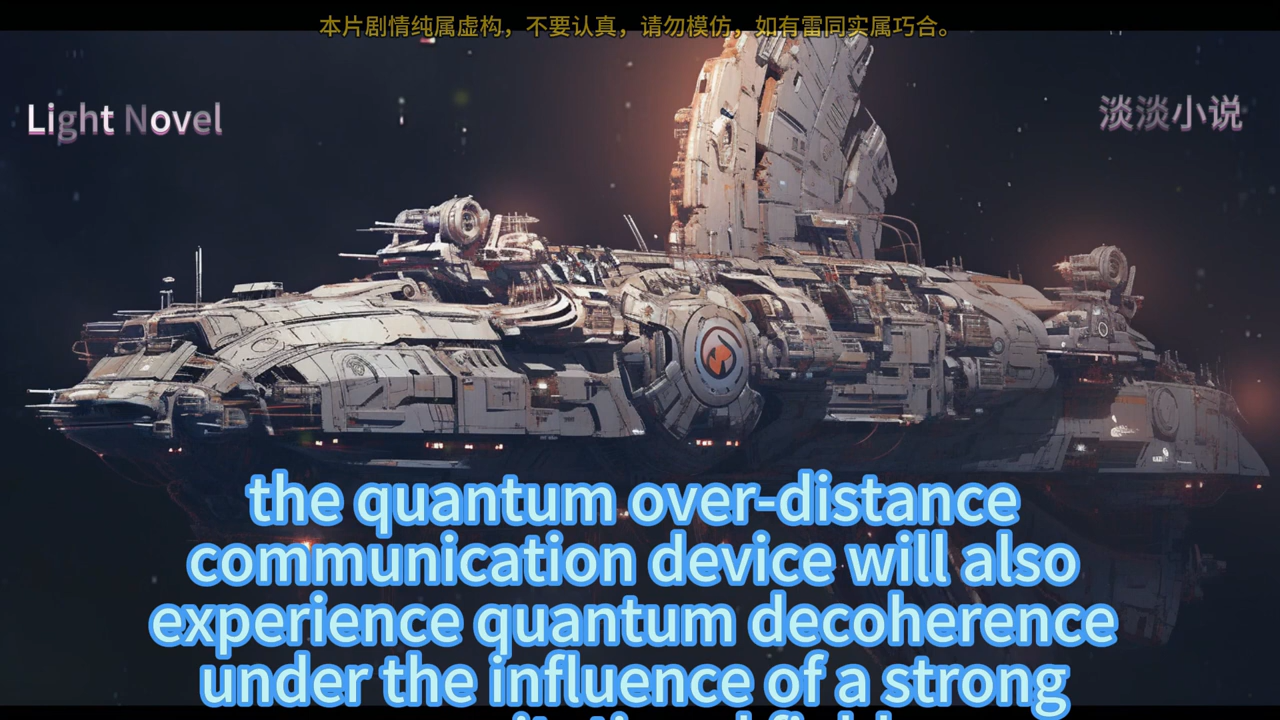 本片剧情纯属虚构，不要认真，请勿模仿，如有雷同实属巧合。
Light Novel
淡淡小说
the quantum over-distance
communication device will also
experience quantum decoherence
under the influence of a strong